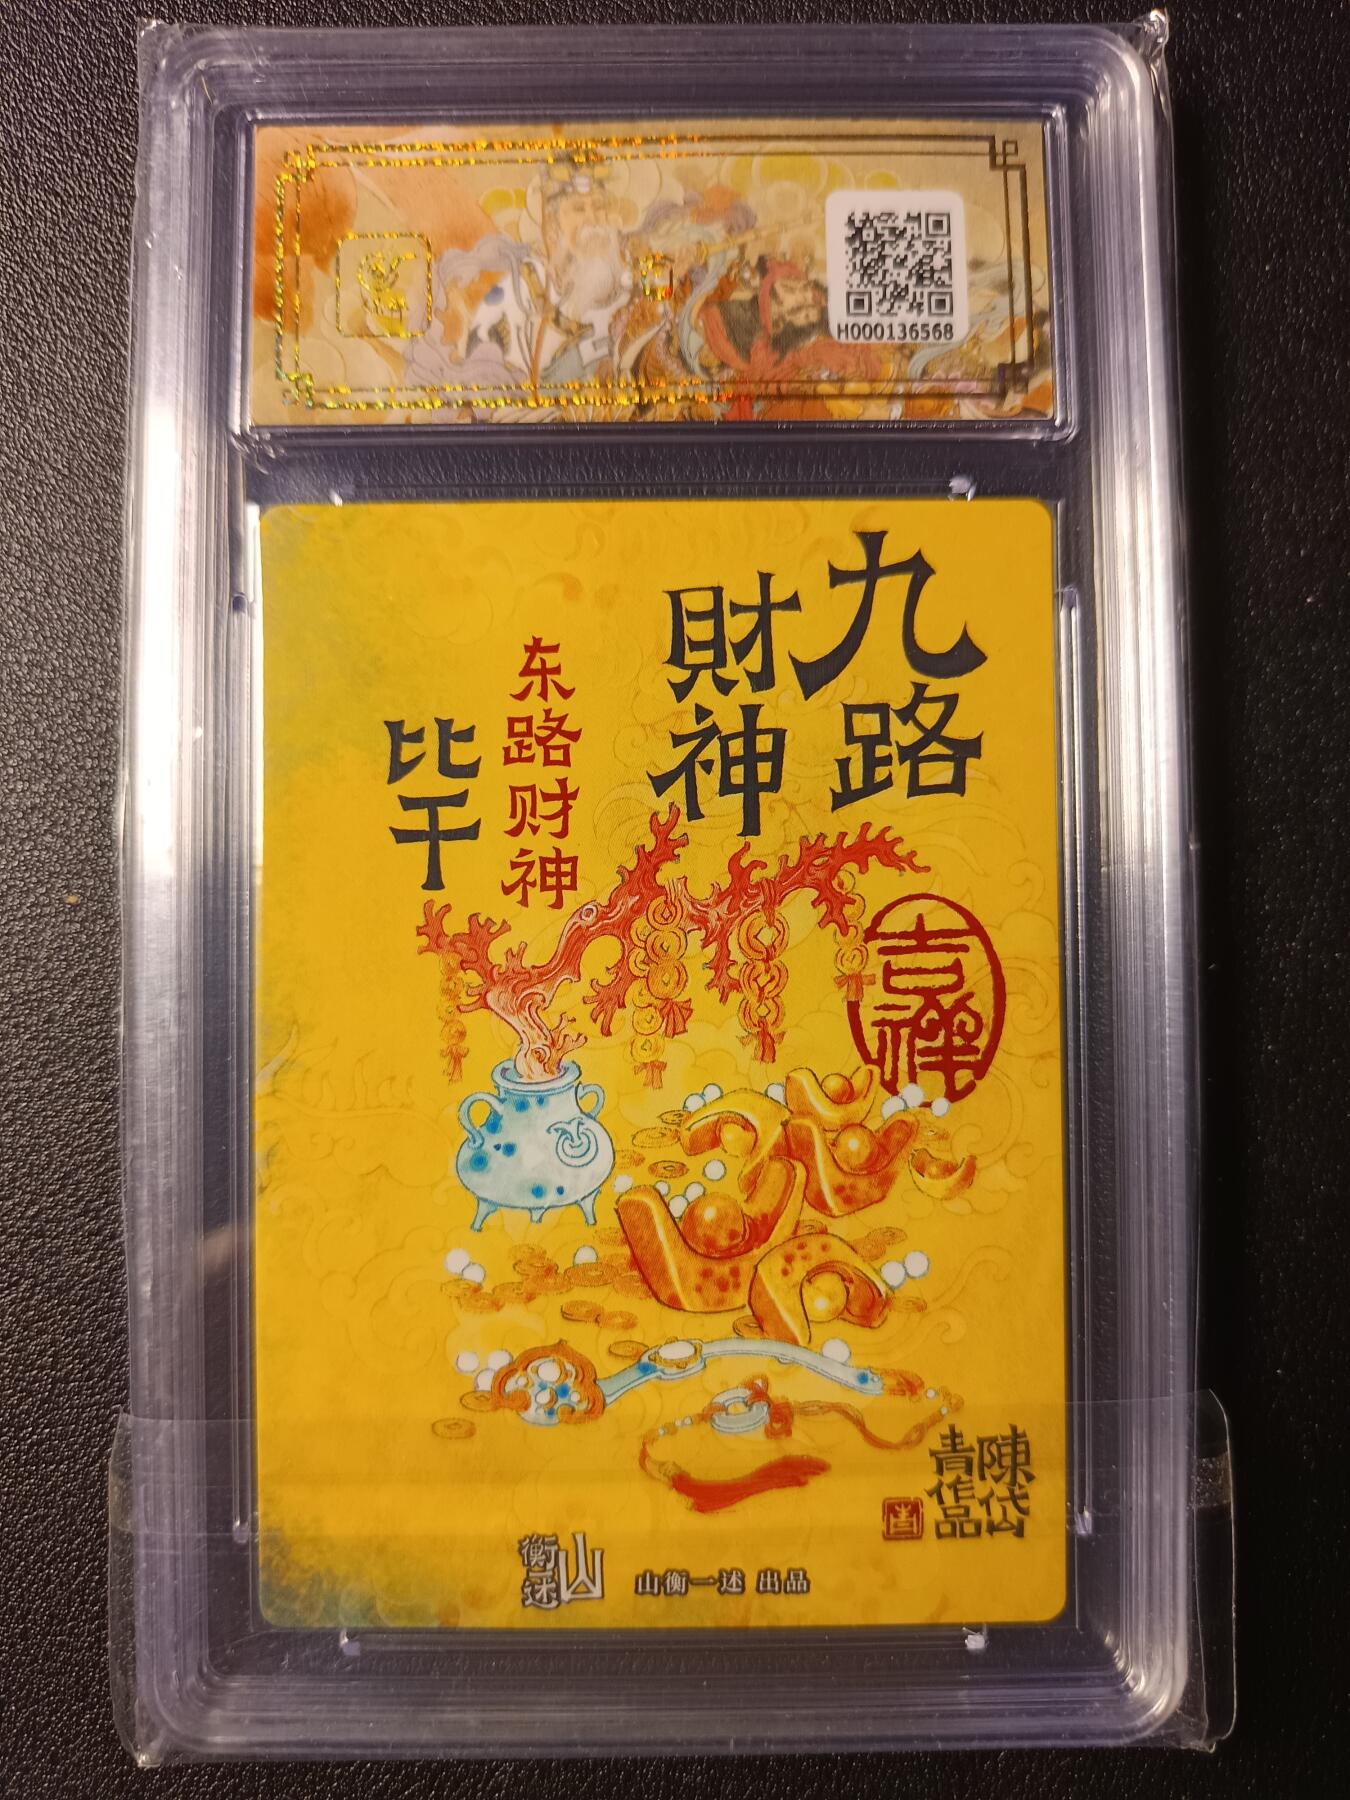 H000136568
九路
財神
东路财神
比干
吉祥
陳岱
青作品
吉
山
衡一述
山衡一述 出品